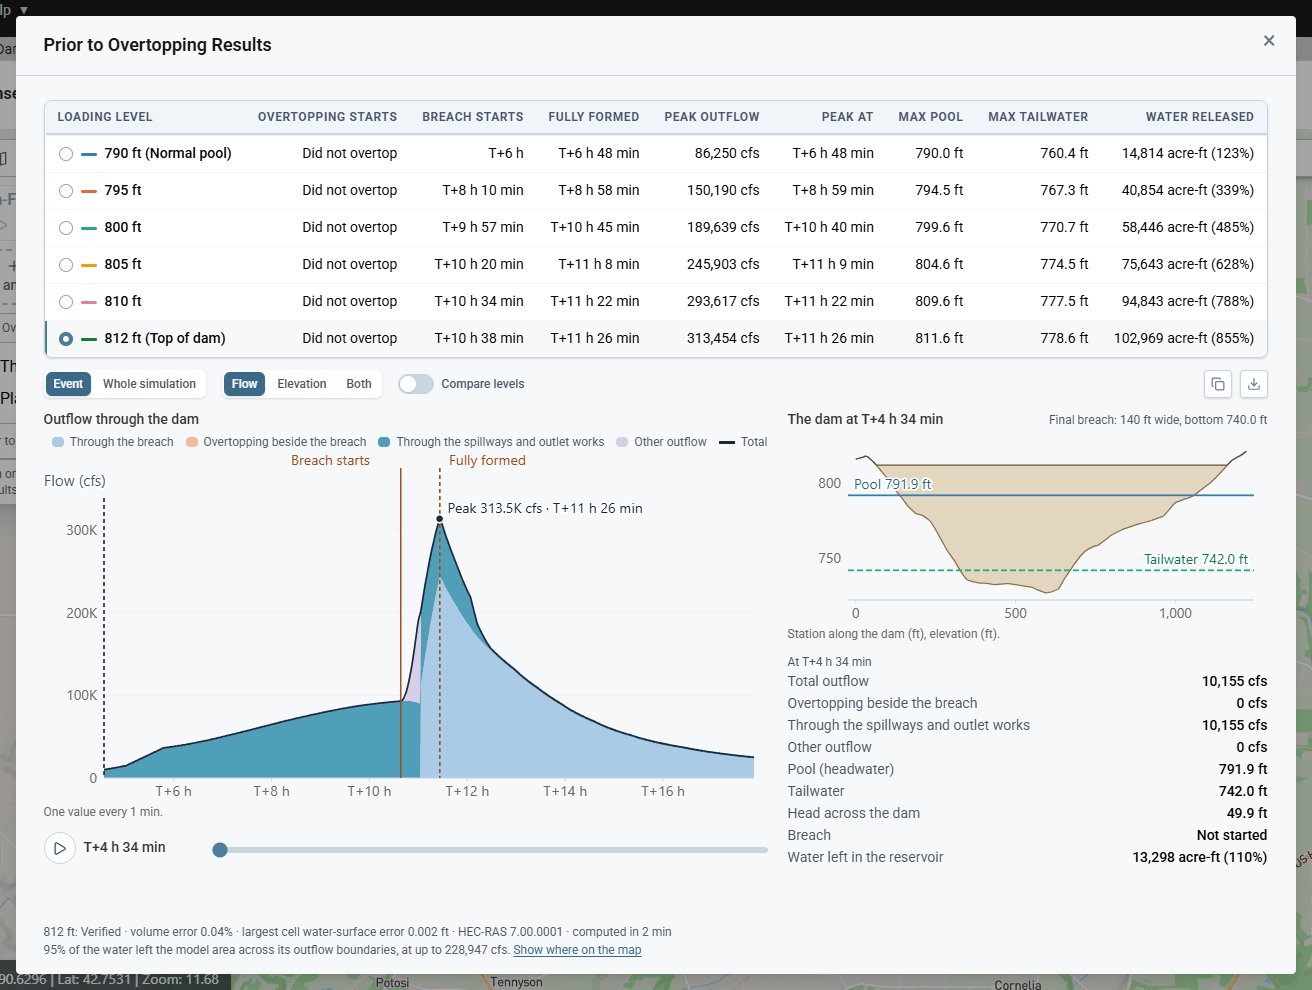 lp ▼
Prior to Overtopping Results
LOADING LEVEL OVERTOPPING STARTS BREACH STARTS FULLY FORMED PEAK OUTFLOW PEAK AT MAX POOL MAX TAILWATER WATER RELEASED
790 ft (Normal pool) Did not overtop T+6 h T+6 h 48 min 86,250 cfs T+6 h 48 min 790.0 ft 760.4 ft 14,814 acre-ft (123%)
795 ft Did not overtop T+8 h 10 min T+8 h 58 min 150,190 cfs T+8 h 59 min 794.5 ft 767.3 ft 40,854 acre-ft (339%)
800 ft Did not overtop T+9 h 57 min T+10 h 45 min 189,639 cfs T+10 h 40 min 799.6 ft 770.7 ft 58,446 acre-ft (485%)
805 ft Did not overtop T+10 h 20 min T+11 h 8 min 245,903 cfs T+11 h 9 min 804.6 ft 774.5 ft 75,643 acre-ft (628%)
810 ft Did not overtop T+10 h 34 min T+11 h 22 min 293,617 cfs T+11 h 22 min 809.6 ft 777.5 ft 94,843 acre-ft (788%)
812 ft (Top of dam) Did not overtop T+10 h 38 min T+11 h 26 min 313,454 cfs T+11 h 26 min 811.6 ft 778.6 ft 102,969 acre-ft (855%)
Event Whole simulation Flow Elevation Both Compare levels
Outflow through the dam
Through the breach Overtopping beside the breach Through the spillways and outlet works Other outflow Total
Breach starts Fully formed
Flow (cfs)
Peak 313.5K cfs · T+11 h 26 min
300K
200K
100K
0
T+6 h T+8 h T+10 h T+12 h T+14 h T+16 h
One value every 1 min.
T+4 h 34 min
The dam at T+4 h 34 min Final breach: 140 ft wide, bottom 740.0 ft
800 Pool 791.9 ft
750 Tailwater 742.0 ft
0 500 1,000
Station along the dam (ft), elevation (ft).
At T+4 h 34 min
Total outflow 10,155 cfs
Overtopping beside the breach 0 cfs
Through the spillways and outlet works 10,155 cfs
Other outflow 0 cfs
Pool (headwater) 791.9 ft
Tailwater 742.0 ft
Head across the dam 49.9 ft
Breach Not started
Water left in the reservoir 13,298 acre-ft (110%)
812 ft: Verified · volume error 0.04% · largest cell water-surface error 0.002 ft · HEC-RAS 7.00.0001 · computed in 2 min
95% of the water left the model area across its outflow boundaries, at up to 228,947 cfs. Show where on the map
90.6296 | Lat: 42.7531 | Zoom: 11.68
Potosi Tennyson Cornelia